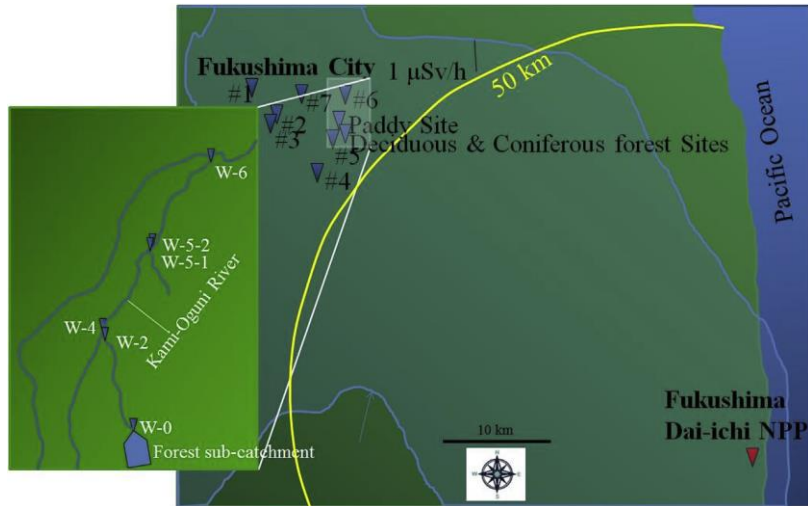 Fukushima City
1 μSv/h
50 km
#1
#7
#6
#2
Paddy Site
#3
Deciduous & Coniferous forest Sites
#5
#4
Pacific Ocean
W-6
W-5-2
W-5-1
Kami-Oguni River
W-4
W-2
W-0
Forest sub-catchment
10 km
Fukushima
Dai-ichi NPP